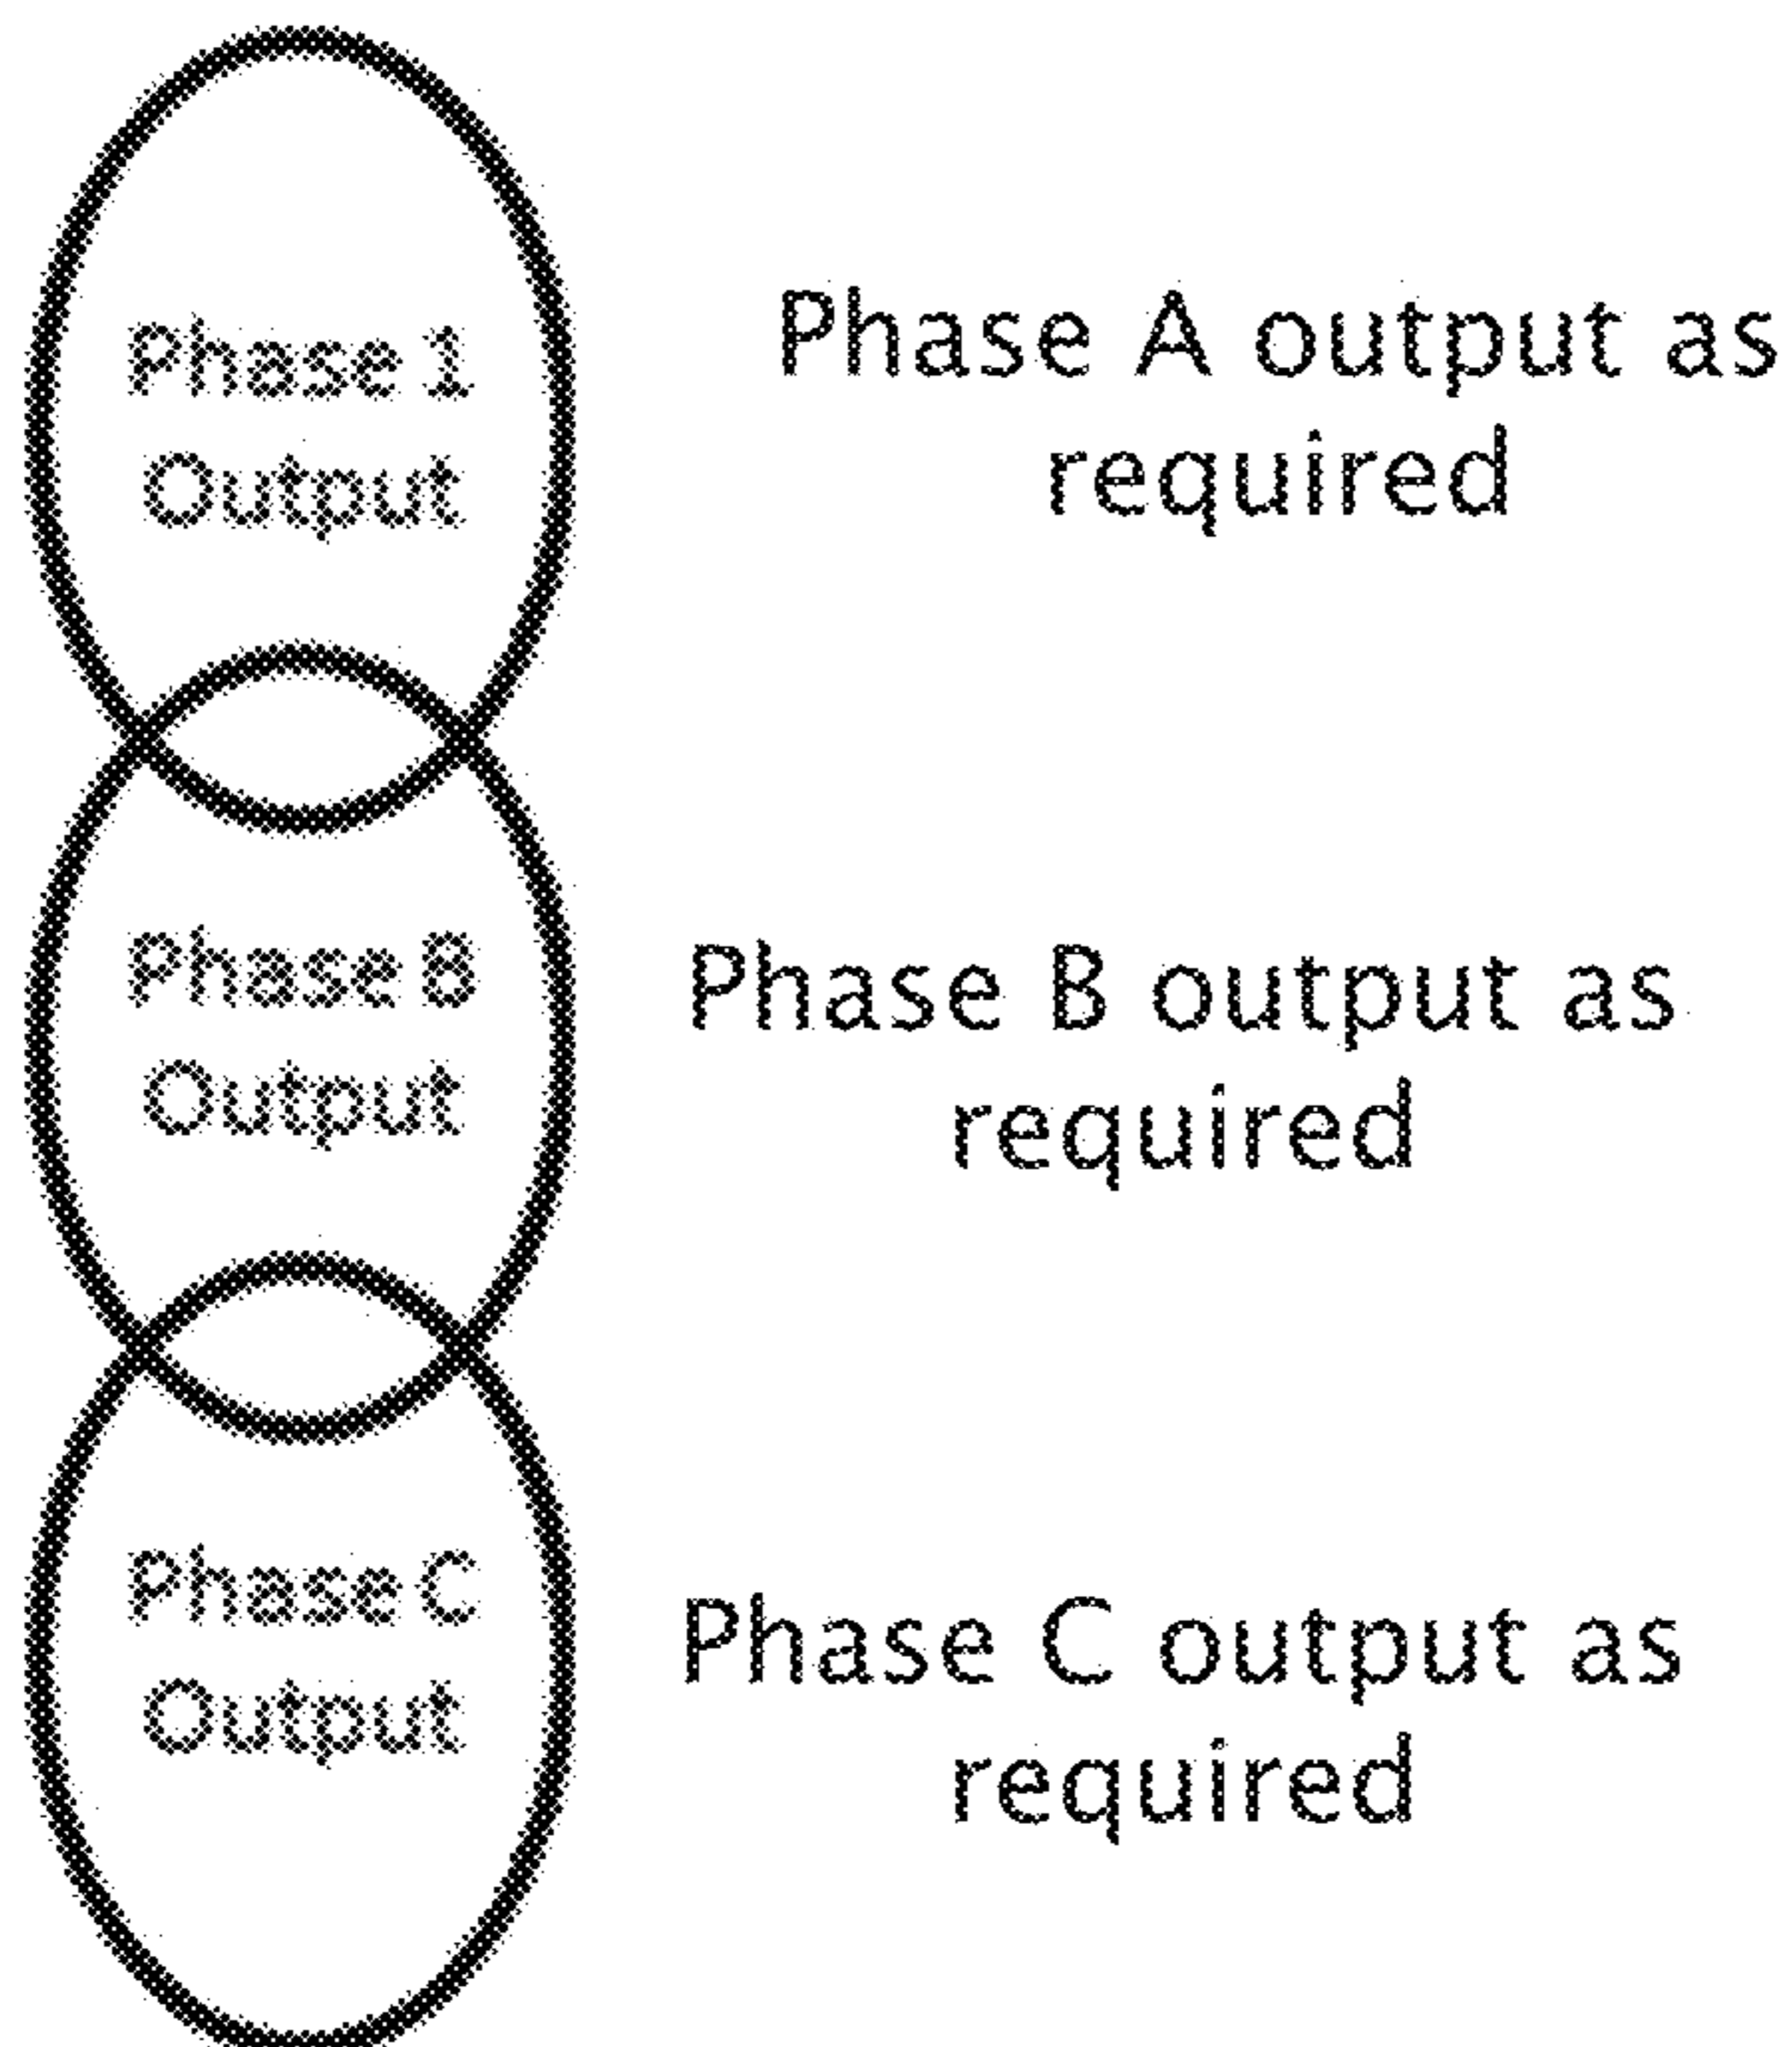 Phase 1
Output
Phase A output as
required
Phase B
Output
Phase B output as
required
Phase C
Output
Phase C output as
required